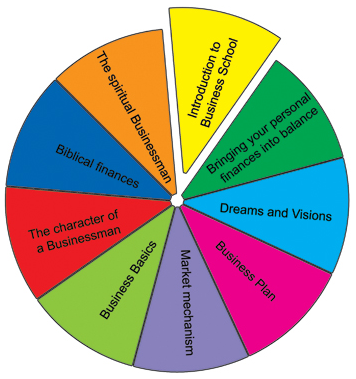 Introduction to
Business School
Bringing your personal
finances into balance
Dreams and Visions
Business Plan
Market mechanism
Business Basics
The character of
a Businessman
Biblical finances
The spiritual Businessman